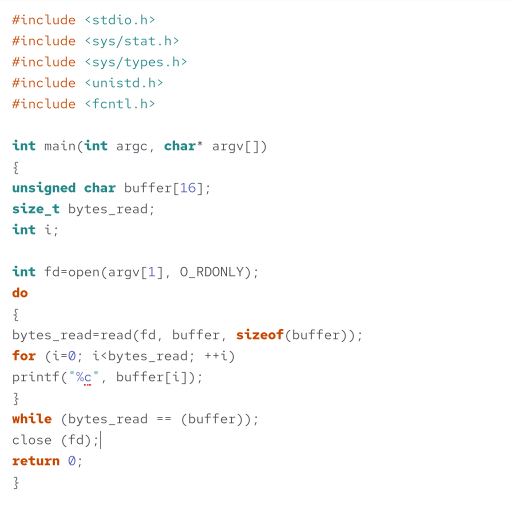 #include <stdio.h>
#include <sys/stat.h>
#include <sys/types.h>
#include <unistd.h>
#include <fcntl.h>
int main(int argc, char* argv[])
{
unsigned char buffer[16];
size_t bytes_read;
int i;
int fd=open(argv[1], O_RDONLY);
do
{
bytes_read=read(fd, buffer, sizeof(buffer));
for (i=0; i<bytes_read; ++i)
printf("%c", buffer[i]);
}
while (bytes_read == (buffer));
close (fd);
return 0;
}